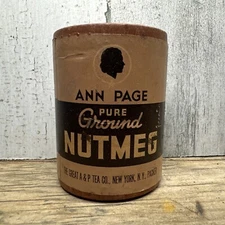 ANN PAGE
PURE
Ground
NUTMEG
THE GREAT A & P TEA CO., NEW YORK, N.Y., PACKER